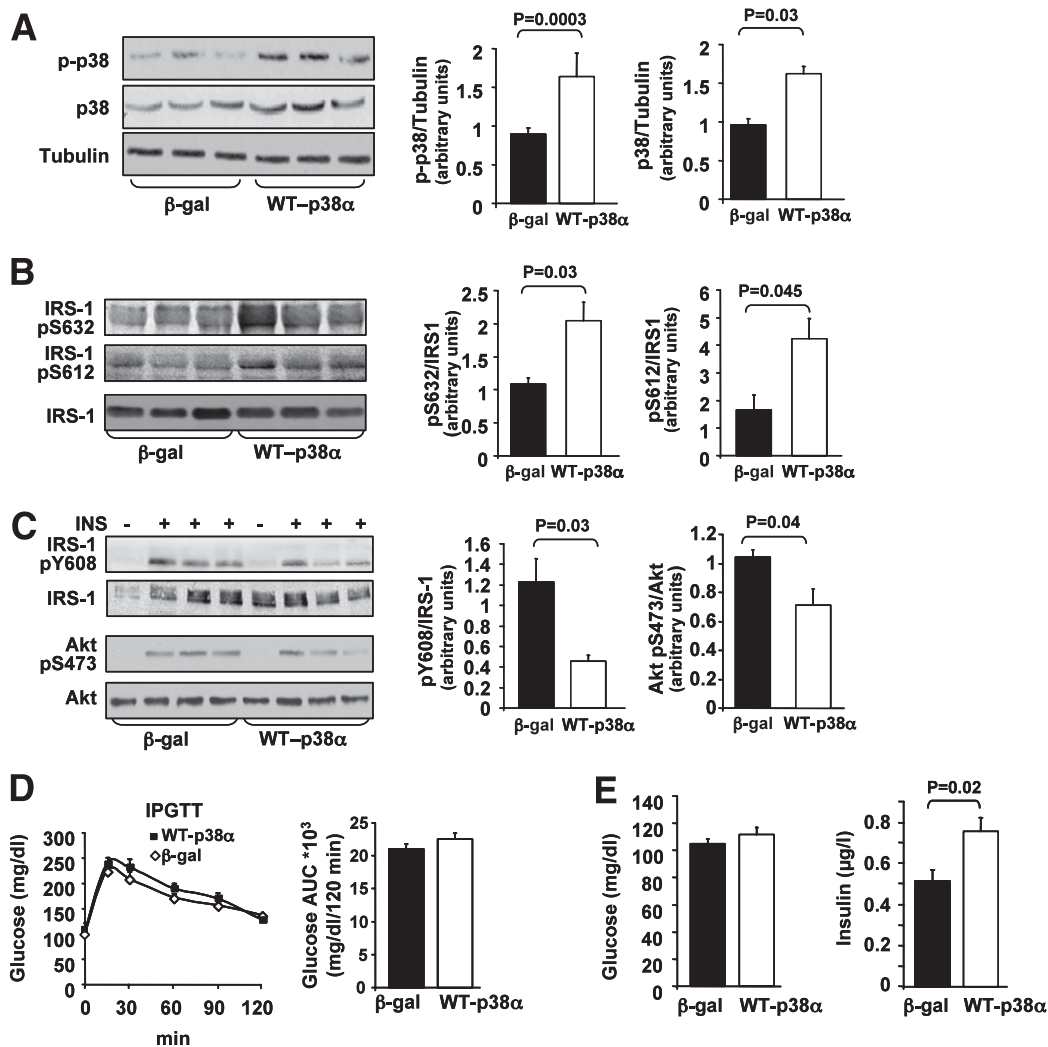 A
p-p38
p38
Tubulin
β-gal WT–p38α
P=0.0003
p-p38/Tubulin
(arbitrary units)
2
1.5
1
0.5
0
β-gal WT-p38α
P=0.03
p38/Tubulin
(arbitrary units)
2
1.5
1
0.5
0
β-gal WT-p38α
B
IRS-1
pS632
IRS-1
pS612
IRS-1
β-gal WT–p38α
P=0.03
pS632/IRS1
(arbitrary units)
2.5
2
1.5
1
0.5
0
β-gal WT-p38α
P=0.045
pS612/IRS1
(arbitrary units)
6
5
4
3
2
1
0
β-gal WT-p38α
C
INS - + + + - + + +
IRS-1
pY608
IRS-1
Akt
pS473
Akt
β-gal WT–p38α
P=0.03
pY608/IRS-1
(arbitrary units)
1.6
1.4
1.2
1
0.8
0.6
0.4
0.2
0
β-gal WT-p38α
P=0.04
Akt pS473/Akt
(arbitrary units)
1.2
1
0.8
0.6
0.4
0.2
0
β-gal WT-p38α
D
IPGTT
WT-p38α
β-gal
Glucose (mg/dl)
300
250
200
150
100
50
0
0 30 60 90 120
min
Glucose AUC *10³
(mg/dl/120 min)
25
20
15
10
5
0
β-gal WT-p38α
E
Glucose (mg/dl)
140
120
100
80
60
40
20
0
β-gal WT-p38α
P=0.02
Insulin (µg/l)
0.8
0.6
0.4
0.2
0
β-gal WT-p38α